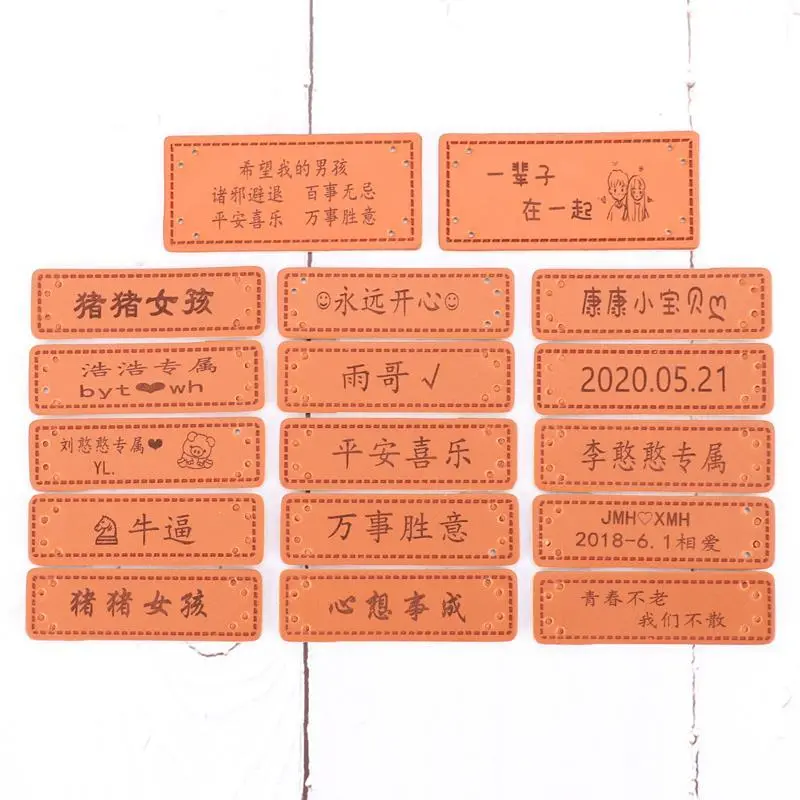 希望我的男孩
诸邪避退 百事无忌
平安喜乐 万事胜意
一辈子
在一起
猪猪女孩
☺永远开心☺
康康小宝贝ღ
浩浩专属
byt❤wh
雨哥√
2020.05.21
刘憨憨专属❤
YL.
平安喜乐
李憨憨专属
牛逼
万事胜意
JMH♡XMH
2018-6.1相爱
猪猪女孩
心想事成
青春不老
我们不散